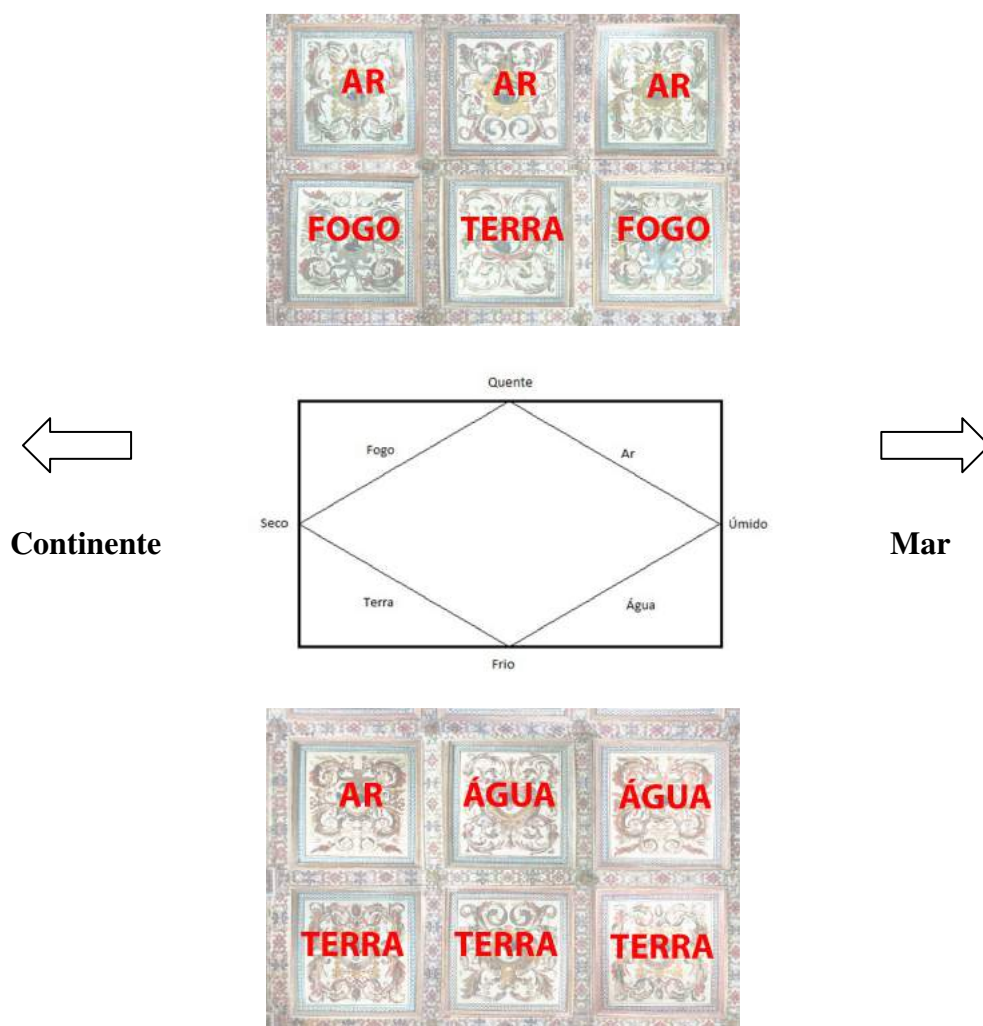 AR AR AR
FOGO TERRA FOGO
Quente
Fogo Ar
Seco Úmido
Continente Mar
Terra Água
Frio
AR ÁGUA ÁGUA
TERRA TERRA TERRA